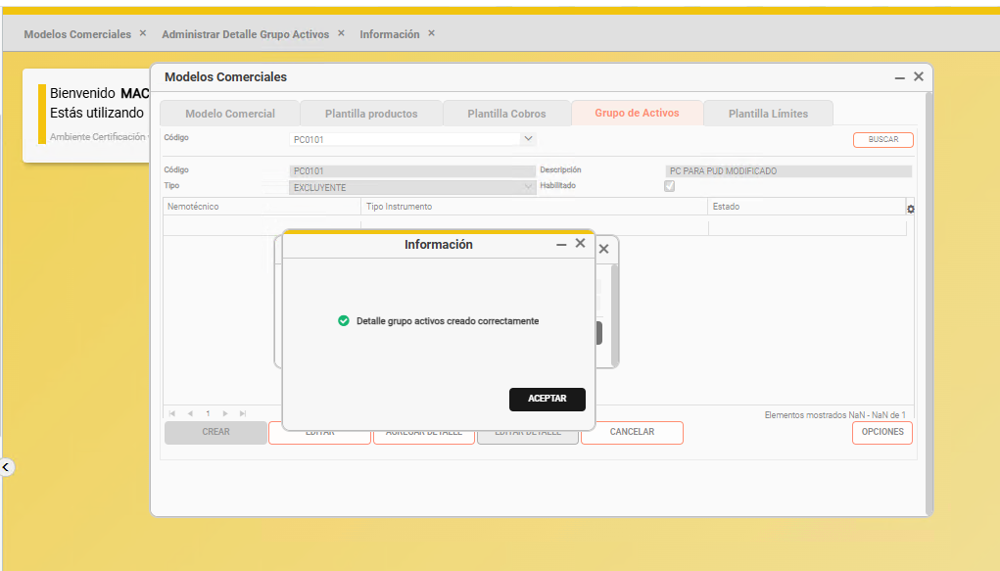 Modelos Comerciales × Administrar Detalle Grupo Activos × Información ×
Bienvenido MAC
Estás utilizando
Ambiente Certificación
Modelos Comerciales
Modelo Comercial Plantilla productos Plantilla Cobros Grupo de Activos Plantilla Límites
Código PC0101 BUSCAR
Código PC0101 Descripción PC PARA PUD MODIFICADO
Tipo EXCLUYENTE Habilitado
Nemotécnico Tipo Instrumento Estado
Información
Detalle grupo activos creado correctamente
ACEPTAR
1 Elementos mostrados NaN - NaN de 1
CREAR EDITAR AGREGAR DETALLE EDITAR DETALLE CANCELAR OPCIONES